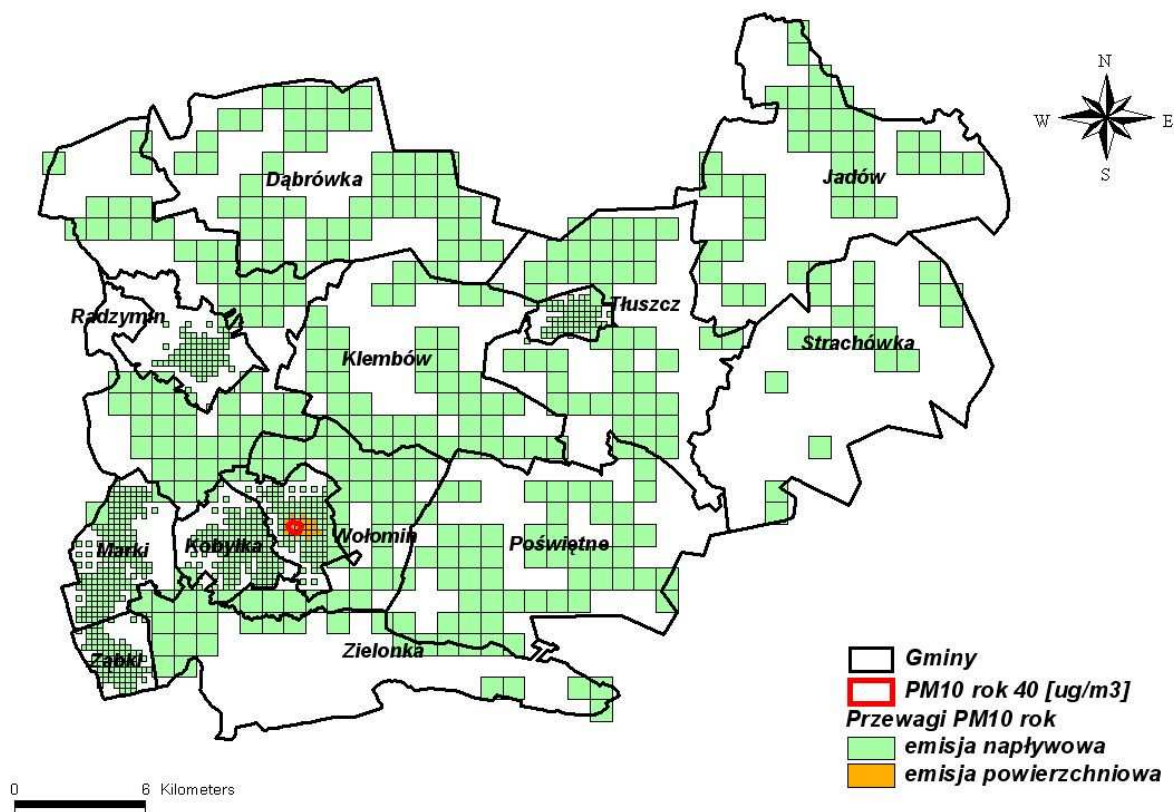 N
W E
S
Jadów
Dąbrówka
Radzymin
Tłuszcz
Klembów
Strachówka
Wołomin
Marki
Kobyłka
Poświętne
Zielonka
Ząbki
Gminy
PM10 rok 40 [ug/m3]
Przewagi PM10 rok
emisja napływowa
emisja powierzchniowa
0 6 Kilometers